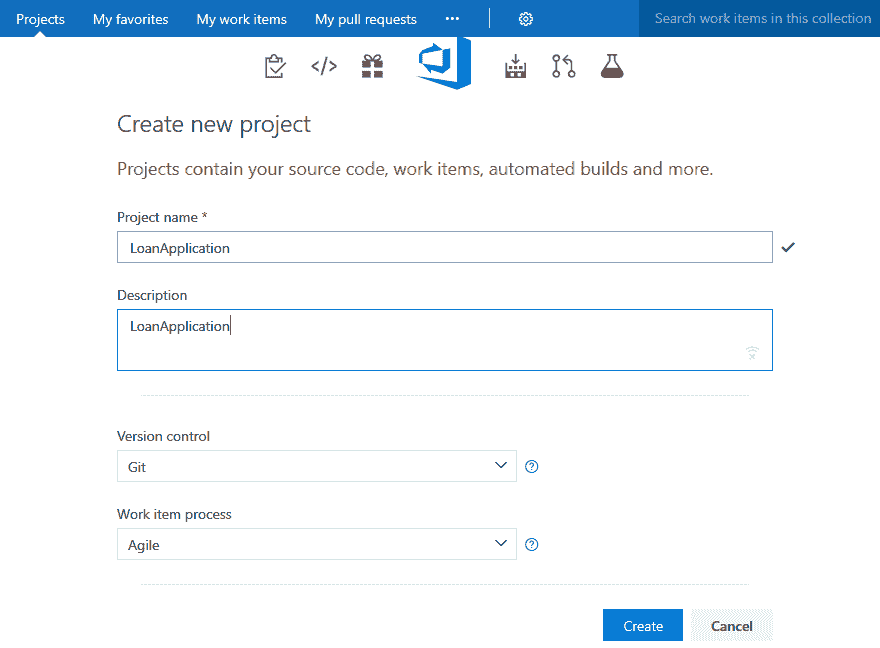 Projects My favorites My work items My pull requests ··· Search work items in this collection
</>
Create new project
Projects contain your source code, work items, automated builds and more.
Project name *
LoanApplication
Description
LoanApplication
Version control
Git
?
Work item process
Agile
?
Create Cancel